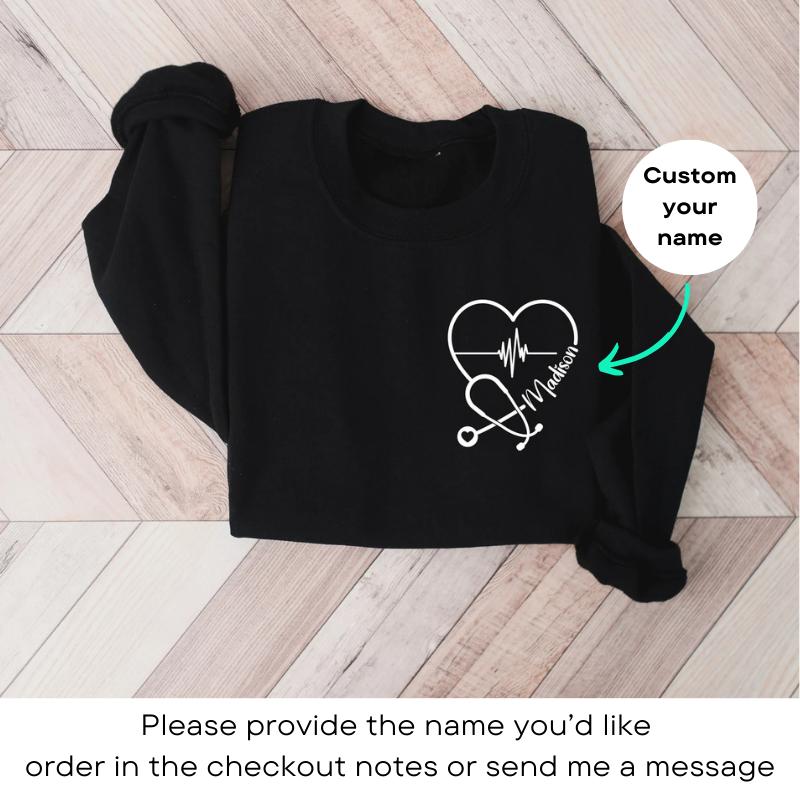 Custom
your
name
Madison
Please provide the name you’d like
order in the checkout notes or send me a message